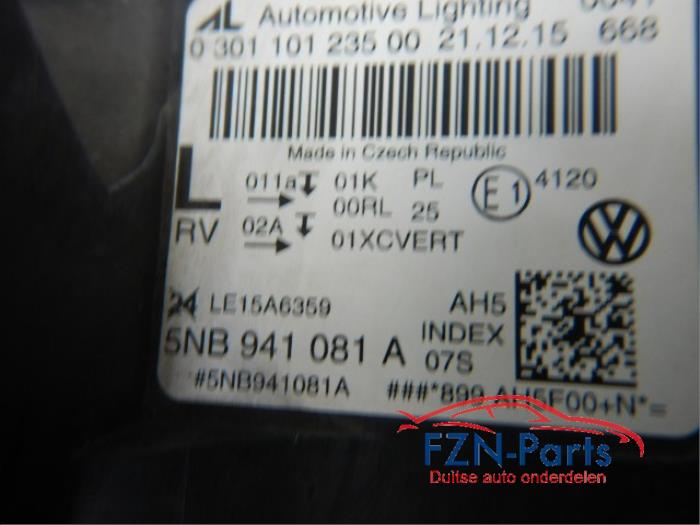 AL Automotive Lighting
0 301 101 235 00 21.12.15 668
Made in Czech Republic
L 011a 01K PL E1 4120
00RL 25
RV 02A 01XCVERT
LE15A6359 AH5
5NB 941 081 A INDEX 07S
#5NB941081A ###*899 AH5F00+N*=
FZN-Parts
Duitse auto onderdelen